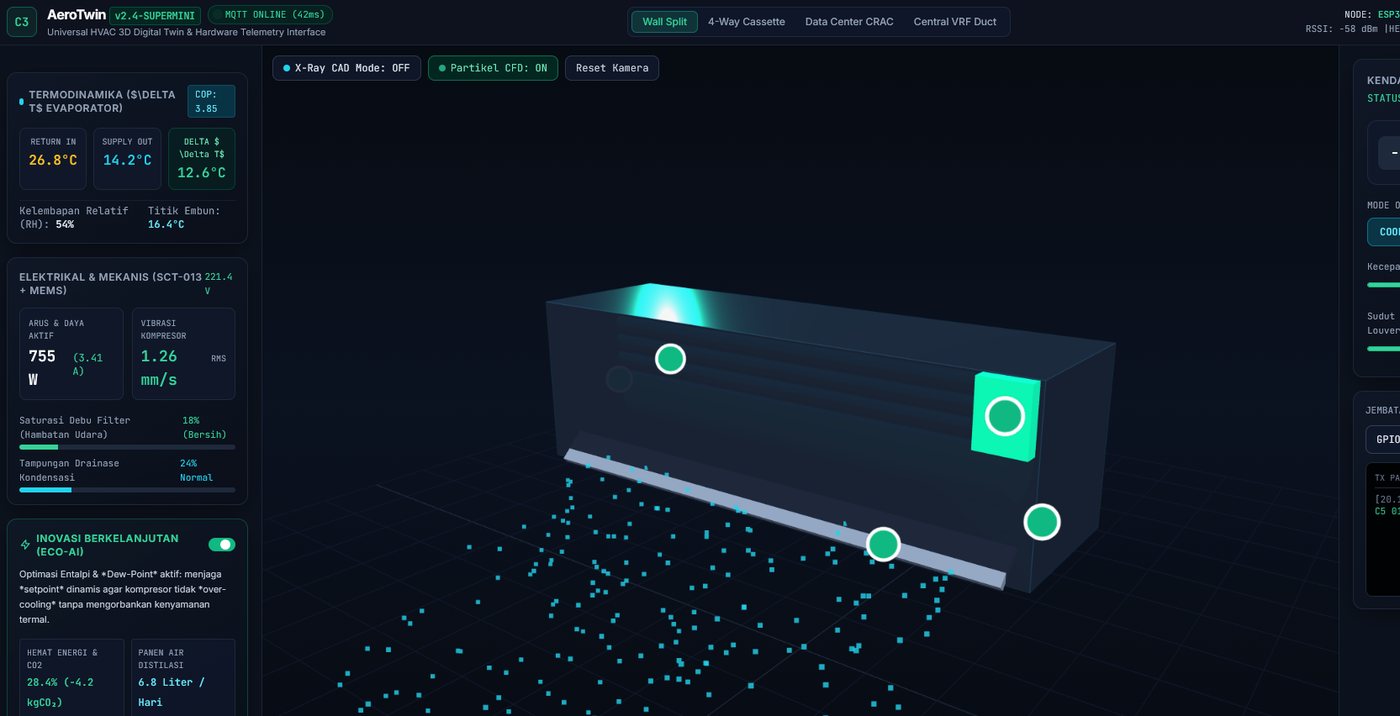 C3
AeroTwin
v2.4-SUPERMINI
MQTT ONLINE (42ms)
Universal HVAC 3D Digital Twin & Hardware Telemetry Interface
Wall Split
4-Way Cassette
Data Center CRAC
Central VRF Duct
NODE: ESP3
RSSI: -58 dBm |HE
X-Ray CAD Mode: OFF
Partikel CFD: ON
Reset Kamera
TERMODINAMIKA ($\DELTA
T$ EVAPORATOR)
COP:
3.85
RETURN IN
26.8°C
SUPPLY OUT
14.2°C
DELTA $
\Delta T$
12.6°C
Kelembapan Relatif
(RH): 54%
Titik Embun:
16.4°C
ELEKTRIKAL & MEKANIS (SCT-013
+ MEMS)
221.4
V
ARUS & DAYA
AKTIF
755
W
(3.41
A)
VIBRASI
KOMPRESOR
1.26
mm/s
RMS
Saturasi Debu Filter
(Hambatan Udara)
18%
(Bersih)
Tampungan Drainase
Kondensasi
24%
Normal
INOVASI BERKELANJUTAN
(ECO-AI)
Optimasi Entalpi & *Dew-Point* aktif: menjaga
*setpoint* dinamis agar kompresor tidak *over-
cooling* tanpa mengorbankan kenyamanan
termal.
HEMAT ENERGI &
CO2
28.4% (-4.2
kgCO₂)
PANEN AIR
DISTILASI
6.8 Liter /
Hari
KENDA
STATUS
-
MODE O
COO
Kecepa
Sudut
Louver
JEMBATA
GPIO
TX PA
[20.1
C5 01